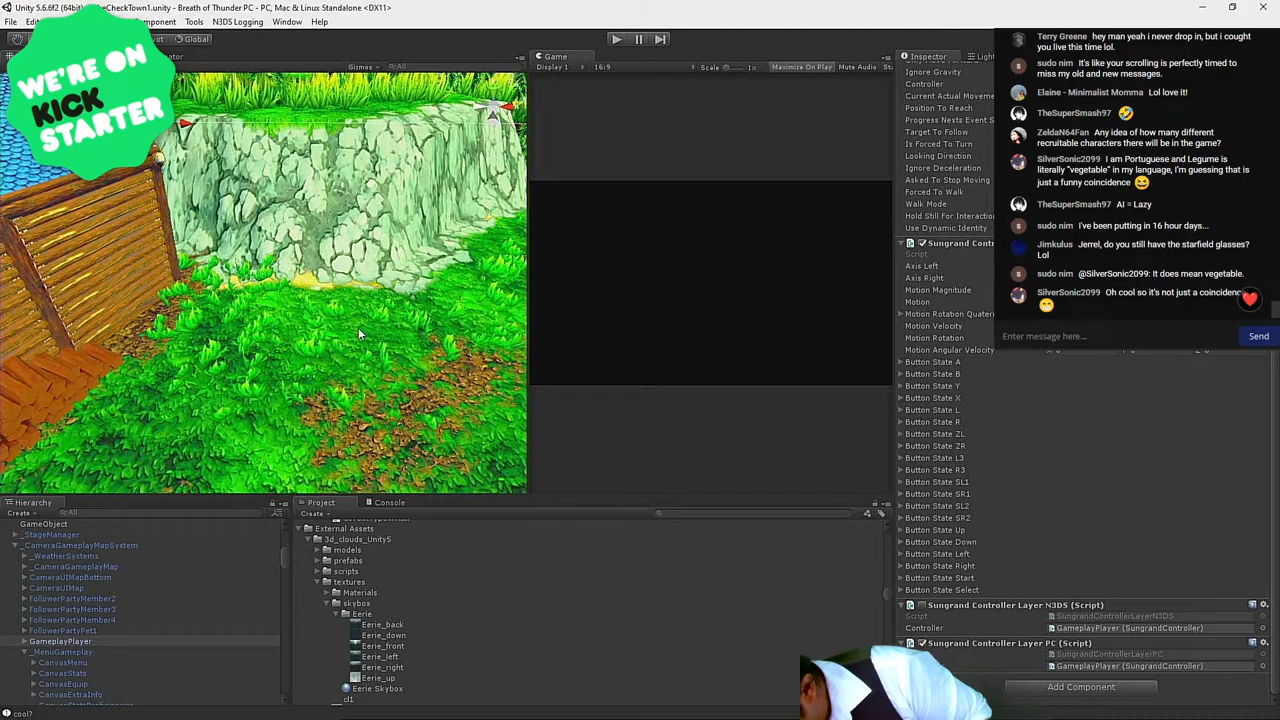 Unity 5.6.6f2 (64bit)
CheckTown1.unity - Breath of Thunder PC - PC, Mac & Linux Standalone <DX11>
File
Component
Tools
N3DS Logging
Window
Help
Global
WE'RE ON
KICK
STARTER
Gizmos
All
Game
Display 1
16:9
Scale
1x
Maximize On Play
Mute Audio
Inspector
Ignore Gravity
Controller
Position To Reach
Target To Follow
Is Forced To Turn
Looking Direction
Ignore Deceleration
Asked To Stop Moving
Forced To Walk
Walk Mode
Use Dynamic Identity
Script
Axis Left
Axis Right
Motion Magnitude
Motion
Motion Velocity
Motion Rotation
Motion Angular Velocity
Button State A
Button State B
Button State Y
Button State X
Button State L
Button State R
Button State ZL
Button State ZR
Button State L3
Button State R3
Button State SL1
Button State SR1
Button State SL2
Button State SR2
Button State Up
Button State Down
Button State Left
Button State Right
Button State Start
Button State Select
Sungrand Controller Layer N3DS (Script)
Script
SungrandControllerLayerN3DS
Controller
GameplayPlayer (SungrandController)
Sungrand Controller Layer PC (Script)
SungrandControllerLayerPC
GameplayPlayer (SungrandController)
Add Component
Terry Greene hey man yeah i never drop in, but i cought
you live this time lol.
sudo nim It's like your scrolling is perfectly timed to
miss my old and new messages.
Elaine - Minimalist Momma Lol love it!
TheSuperSmash97 🤣
ZeldaN64Fan Any idea of how many different
recruitable characters there will be in the game?
SilverSonic2099 I am Portuguese and Legume is
literally "vegetable" in my language, I'm guessing that
is just a funny coincidence 😆
TheSuperSmash97 AI = Lazy
sudo nim I've been putting in 16 hour days...
Jimkulus Jerrel, do you still have the starfield glasses?
Lol
sudo nim @SilverSonic2099: It does mean vegetable.
SilverSonic2099 Oh cool so it's not just a
😁
Enter message here...
Send
Hierarchy
Create
All
GameObject
_StageManager
_CameraGameplayMapSystem
_WeatherSystems
_CameraGameplayMap
CameraUIMapBottom
CameraUIMap
FollowerPartyMember2
FollowerPartyMember3
FollowerPartyMember4
FollowerPartyPet1
GameplayPlayer
_MenuGameplay
CanvasMenu
CanvasStats
CanvasEquip
CanvasExtraInfo
Project
Console
Create
External Assets
3d_clouds_Unity5
models
prefabs
scripts
textures
Materials
skybox
Eerie
Eerie_back
Eerie_down
Eerie_front
Eerie_left
Eerie_right
Eerie_up
Eerie Skybox
cl1
cool?